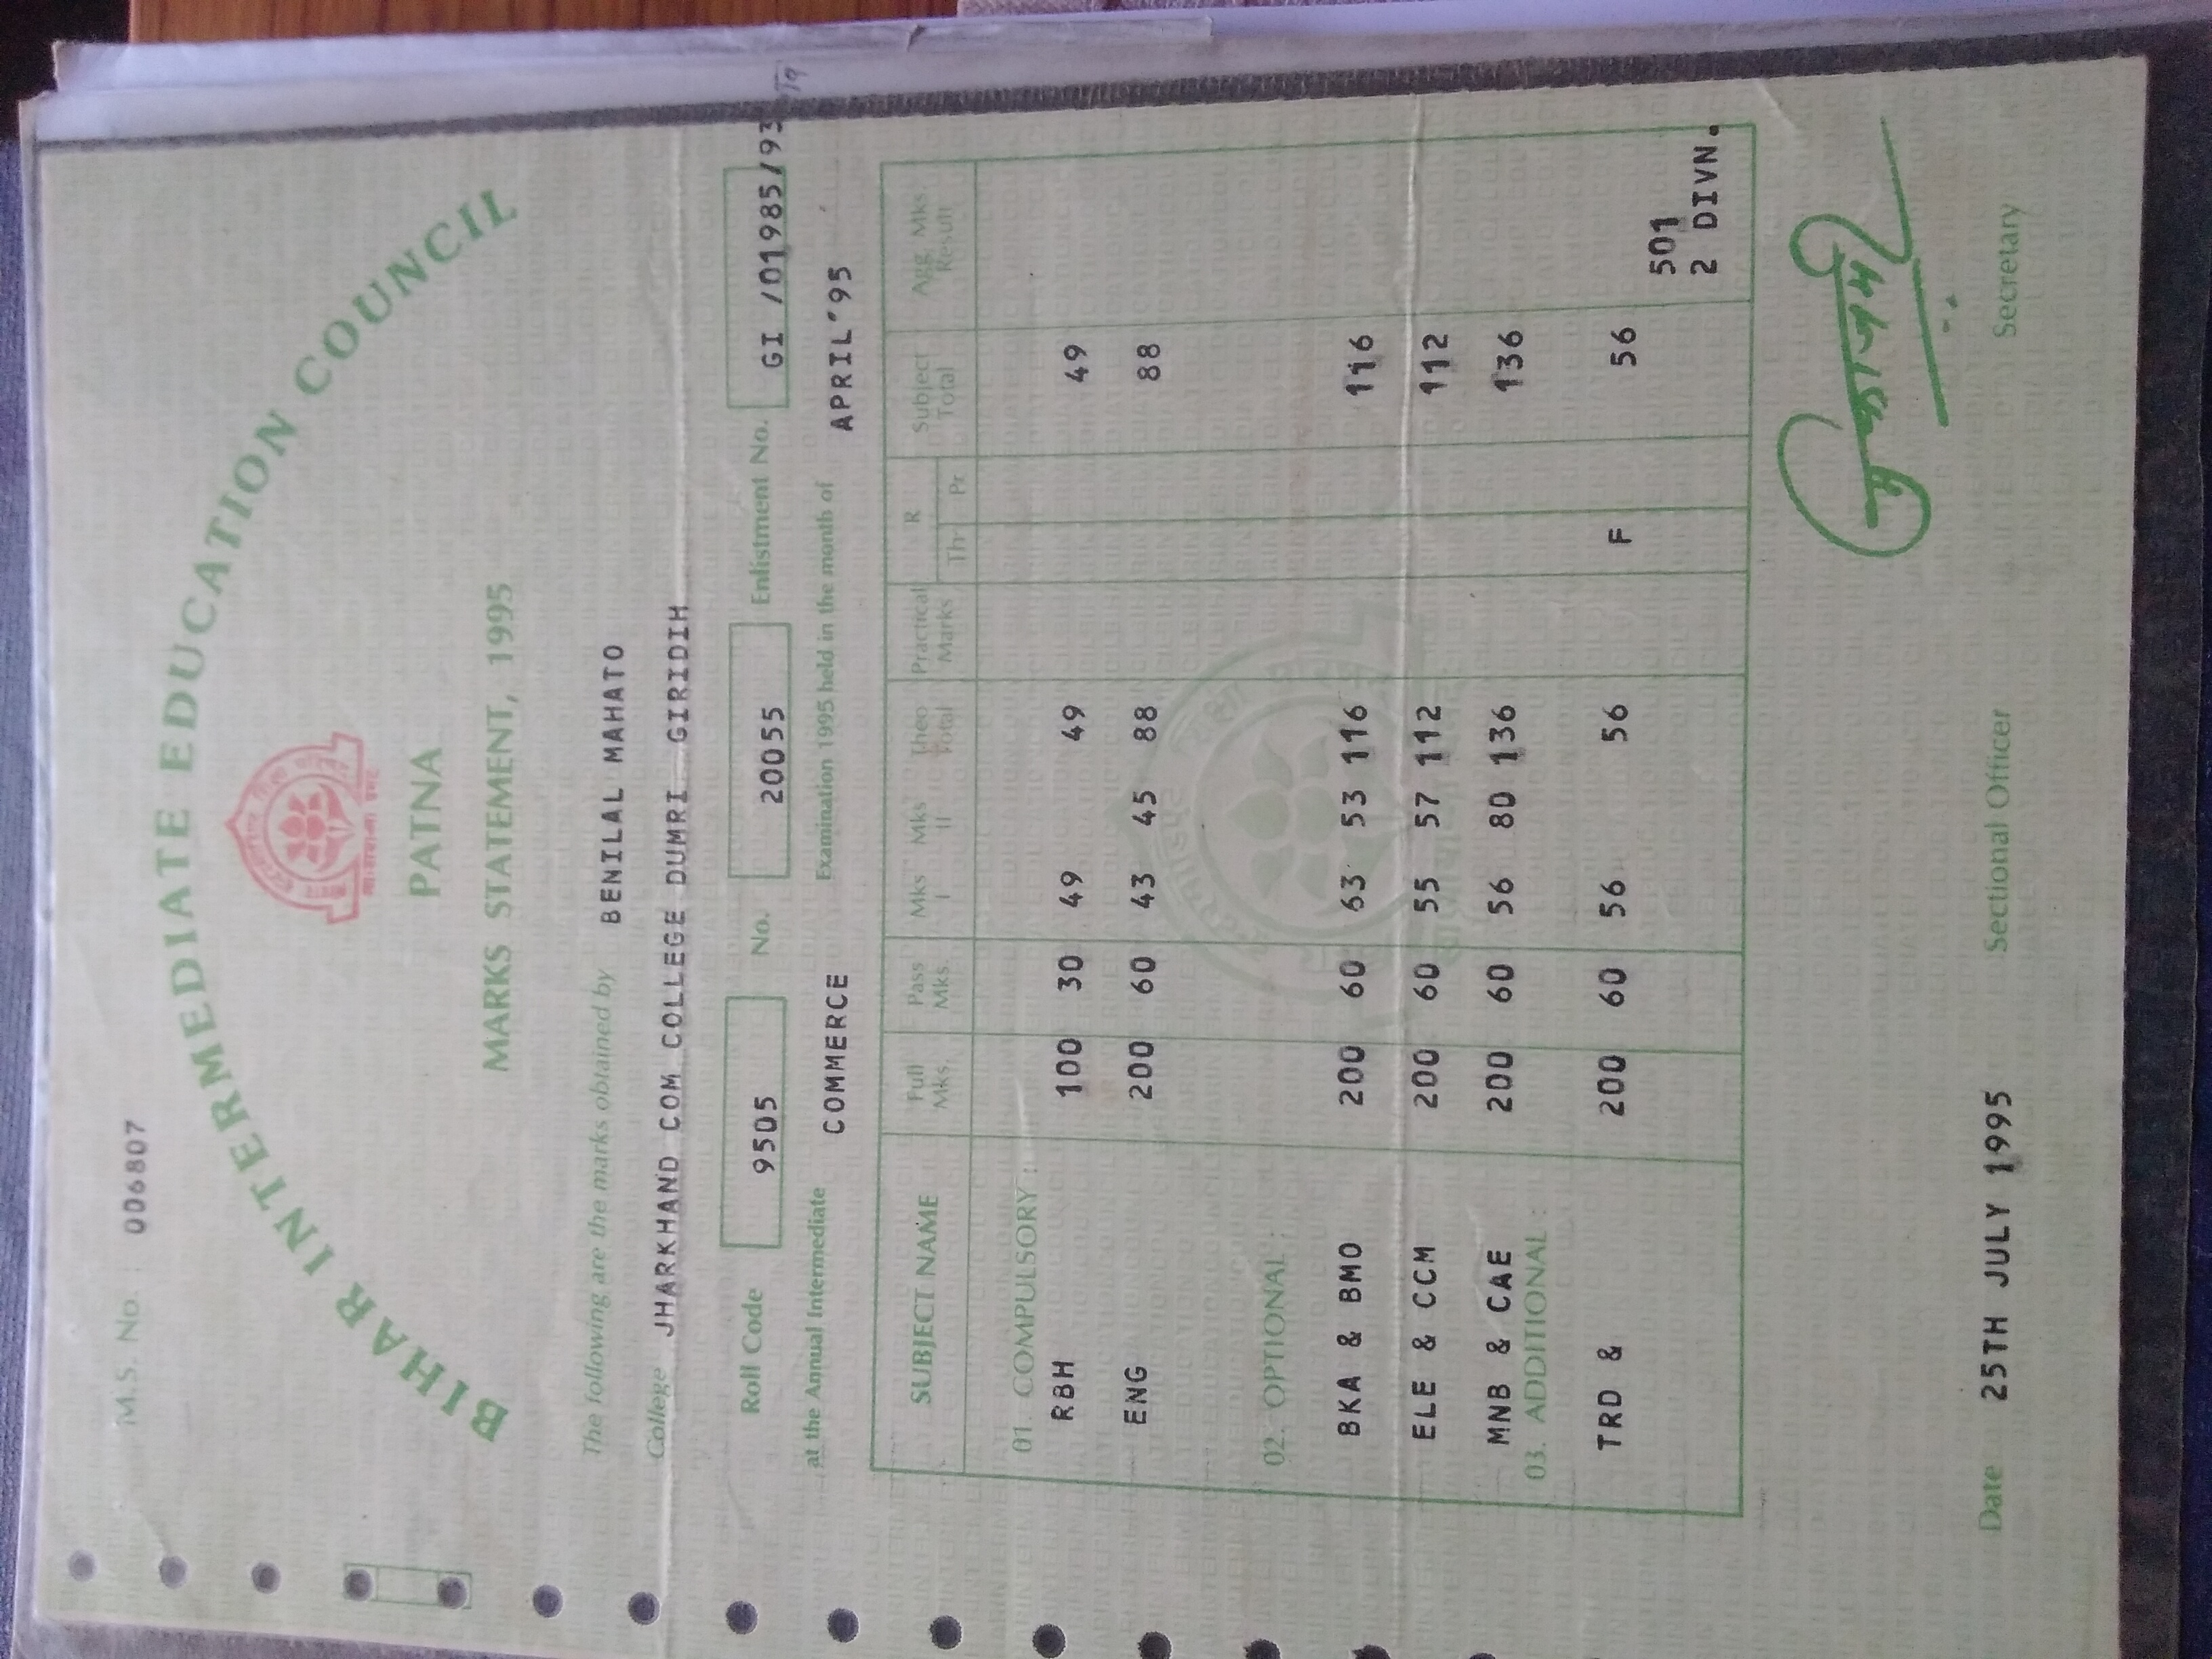 M.S. No. : 006807
BIHAR INTERMEDIATE EDUCATION COUNCIL
PATNA
MARKS STATEMENT, 1995
The following are the marks obtained by BENILAL MAHATO
College JHARKHAND COM COLLEGE DUMRI GIRIDIH
Roll Code 9505 No. 20055 Enlistment No. GI /01985/93
at the Annual Intermediate COMMERCE Examination 1995 held in the month of APRIL'95
SUBJECT NAME Full Mks. Pass Mks. Mks I Mks II Theo Total Practical Marks R Thr Pr Subject Total Agg. Mks Result
01. COMPULSORY :
RBH 100 30 49 49 49
ENG 200 60 43 45 88 88
02. OPTIONAL :
BKA & BMO 200 60 63 53 116 116
ELE & CCM 200 60 55 57 112 112
MNB & CAE 200 60 56 80 136 136
03. ADDITIONAL :
TRD & 200 60 56 56 F 56
501
2 DIVN.
Date 25TH JULY 1995 Sectional Officer Secretary